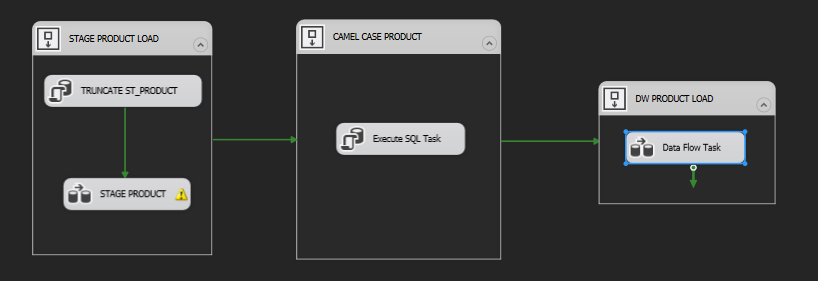 STAGE PRODUCT LOAD
TRUNCATE ST_PRODUCT
STAGE PRODUCT
CAMEL CASE PRODUCT
Execute SQL Task
DW PRODUCT LOAD
Data Flow Task